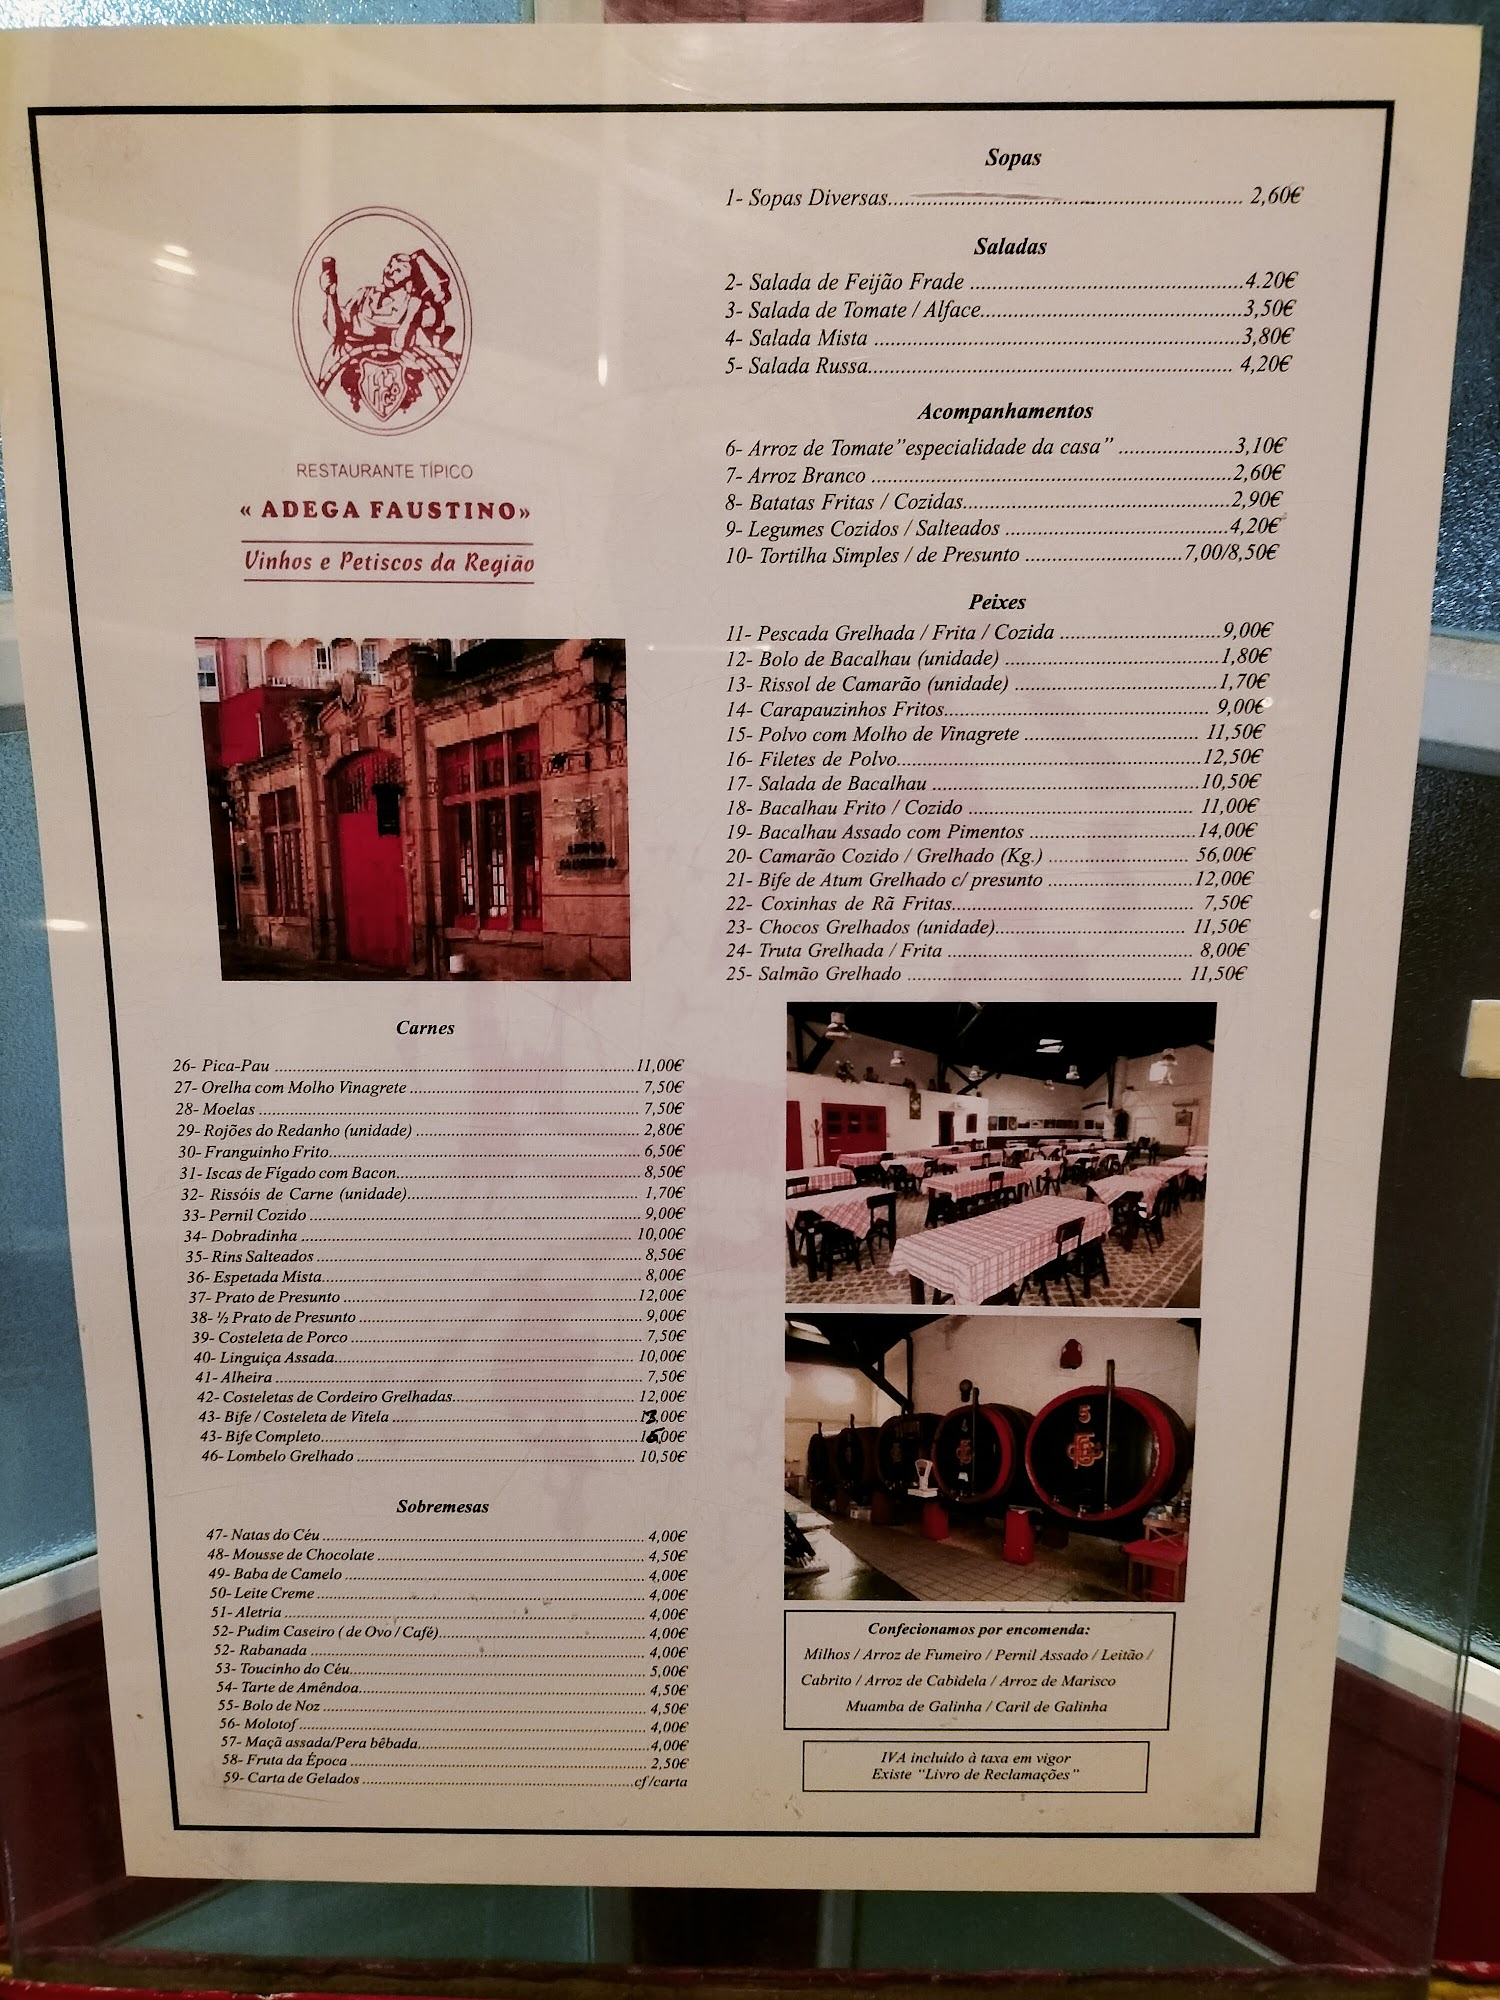 RESTAURANTE TÍPICO
« ADEGA FAUSTINO»
Vinhos e Petiscos da Região
Sopas
1- Sopas Diversas................ 2,60€
Saladas
2- Salada de Feijão Frade ................4.20€
3- Salada de Tomate / Alface................3,50€
4- Salada Mista ................3,80€
5- Salada Russa................ 4,20€
Acompanhamentos
6- Arroz de Tomate"especialidade da casa" ................3,10€
7- Arroz Branco ................2,60€
8- Batatas Fritas / Cozidas................2,90€
9- Legumes Cozidos / Salteados ................4,20€
10- Tortilha Simples / de Presunto ................7,00/8,50€
Peixes
11- Pescada Grelhada / Frita / Cozida ................9,00€
12- Bolo de Bacalhau (unidade) ................1,80€
13- Rissol de Camarão (unidade) ................1,70€
14- Carapauzinhos Fritos................ 9,00€
15- Polvo com Molho de Vinagrete ................ 11,50€
16- Filetes de Polvo................12,50€
17- Salada de Bacalhau ................10,50€
18- Bacalhau Frito / Cozido ................ 11,00€
19- Bacalhau Assado com Pimentos ................14,00€
20- Camarão Cozido / Grelhado (Kg.) ................ 56,00€
21- Bife de Atum Grelhado c/ presunto ................12,00€
22- Coxinhas de Rã Fritas................ 7,50€
23- Chocos Grelhados (unidade)................ 11,50€
24- Truta Grelhada / Frita ................ 8,00€
25- Salmão Grelhado ................ 11,50€
Carnes
26- Pica-Pau ................11,00€
27- Orelha com Molho Vinagrete ................ 7,50€
28- Moelas ................ 7,50€
29- Rojões do Redanho (unidade) ................ 2,80€
30- Franguinho Frito................ 6,50€
31- Iscas de Fígado com Bacon................ 8,50€
32- Rissóis de Carne (unidade)................ 1,70€
33- Pernil Cozido ................ 9,00€
34- Dobradinha ................ 10,00€
35- Rins Salteados ................ 8,50€
36- Espetada Mista................ 8,00€
37- Prato de Presunto ................12,00€
38- ½ Prato de Presunto ................ 9,00€
39- Costeleta de Porco ................ 7,50€
40- Linguiça Assada................ 10,00€
41- Alheira ................ 7,50€
42- Costeletas de Cordeiro Grelhadas................ 12,00€
43- Bife / Costeleta de Vitela ................13,00€
43- Bife Completo................ 15,00€
46- Lombelo Grelhado ................ 10,50€
Sobremesas
47- Natas do Céu ................ 4,00€
48- Mousse de Chocolate ................ 4,50€
49- Baba de Camelo ................ 4,00€
50- Leite Creme ................ 4,00€
51- Aletria ................ 4,00€
52- Pudim Caseiro ( de Ovo / Café)................ 4,00€
52- Rabanada ................ 4,00€
53- Toucinho do Céu................ 5,00€
54- Tarte de Amêndoa................ 4,50€
55- Bolo de Noz ................ 4,50€
56- Molotof ................ 4,00€
57- Maçã assada/Pera bêbada................4,00€
58- Fruta da Época ................ 2,50€
59- Carta de Gelados ................cf/carta
5
Confecionamos por encomenda:
Milhos / Arroz de Fumeiro / Pernil Assado / Leitão /
Cabrito / Arroz de Cabidela / Arroz de Marisco
Muamba de Galinha / Caril de Galinha
IVA incluído à taxa em vigor
Existe "Livro de Reclamações"